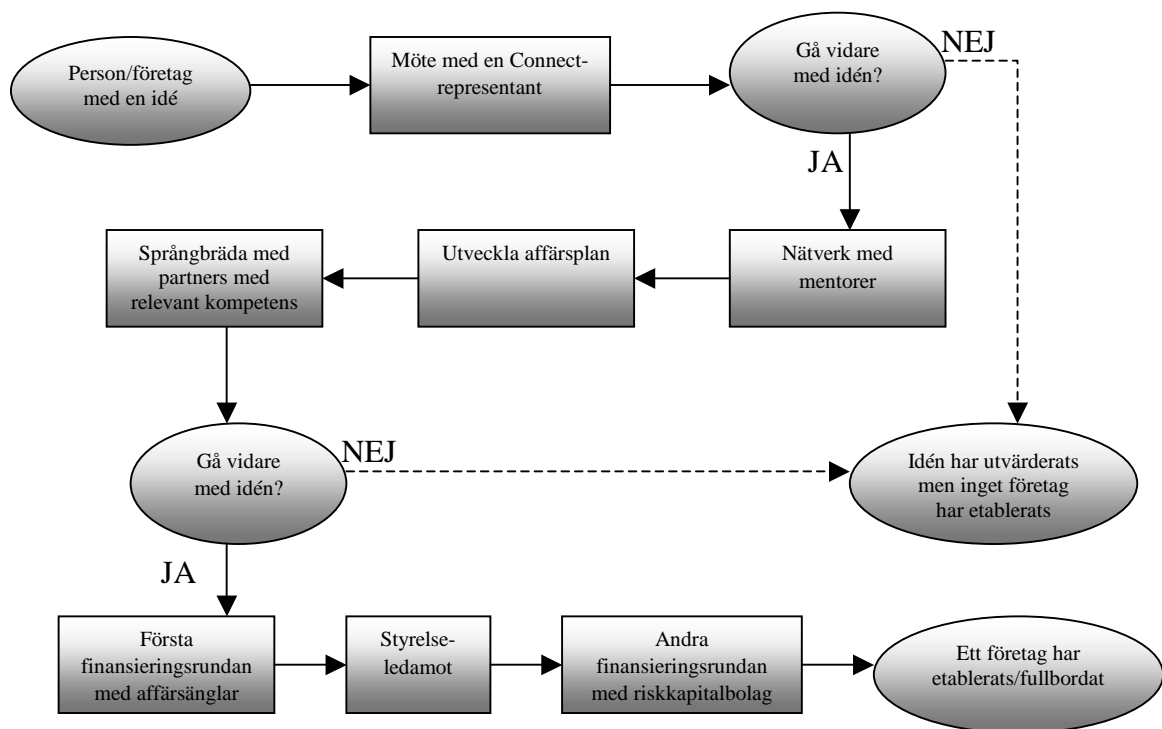 Person/företag
med en idé
Möte med en Connect-
representant
Gå vidare
med idén?
NEJ
JA
Språngbräda med
partners med
relevant kompetens
Utveckla affärsplan
Nätverk med
mentorer
Gå vidare
med idén?
NEJ
Idén har utvärderats
men inget företag
har etablerats
JA
Första
finansieringsrundan
med affärsänglar
Styrelse-
ledamot
Andra
finansieringsrundan
med riskkapitalbolag
Ett företag har
etablerats/fullbordat